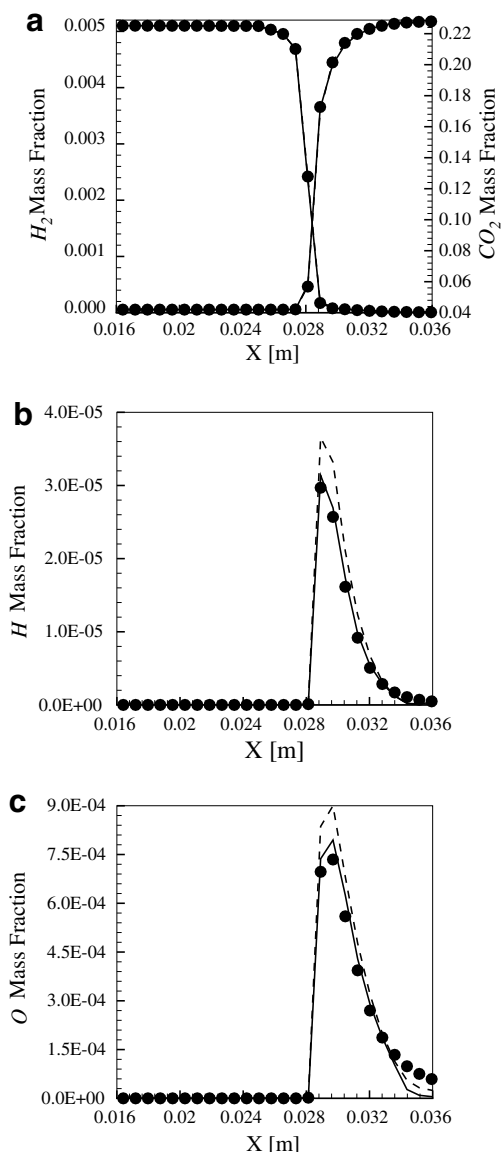 a
0.005
0.004
0.003
0.002
0.001
0.000
H2 Mass Fraction
0.22
0.20
0.18
0.16
0.14
0.12
0.10
0.08
0.06
0.04
CO2 Mass Fraction
0.016 0.02 0.024 0.028 0.032 0.036
X [m]
b
4.0E-05
3.0E-05
2.0E-05
1.0E-05
0.0E+00
H Mass Fraction
0.016 0.02 0.024 0.028 0.032 0.036
X [m]
c
9.0E-04
7.5E-04
6.0E-04
4.5E-04
3.0E-04
1.5E-04
0.0E+00
O Mass Fraction
0.016 0.02 0.024 0.028 0.032 0.036
X [m]